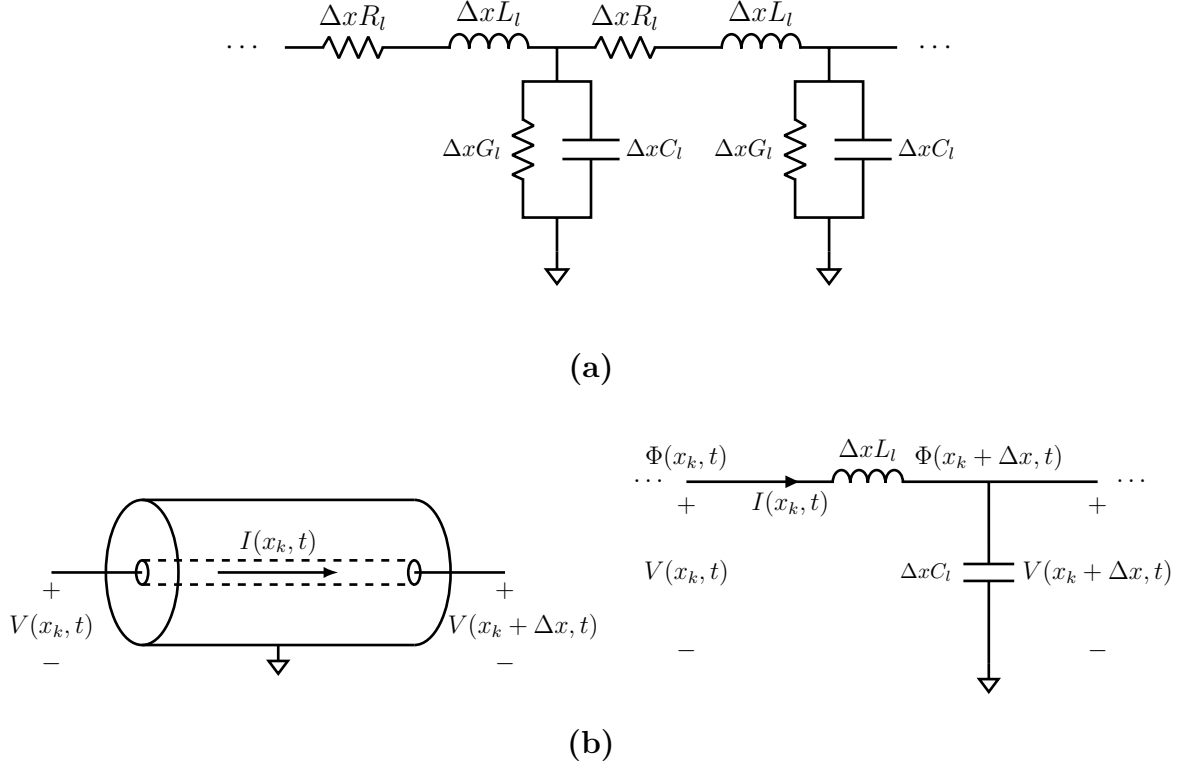 ΔxR_l ΔxL_l ΔxR_l ΔxL_l
··· ···
ΔxG_l ΔxC_l ΔxG_l ΔxC_l
(a)
Φ(x_k, t) ΔxL_l Φ(x_k + Δx, t)
··· ···
+ I(x_k, t) +
I(x_k, t)
V(x_k, t) ΔxC_l V(x_k + Δx, t)
+ +
V(x_k, t) V(x_k + Δx, t)
− −
− −
(b)